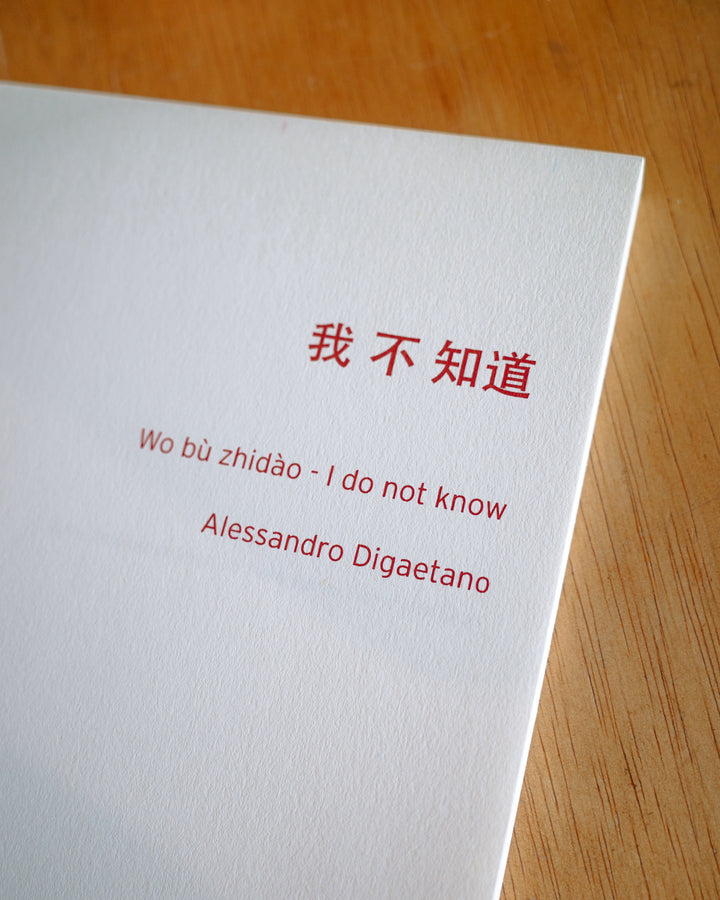 我 不 知道
Wo bù zhidào - I do not know
Alessandro Digaetano